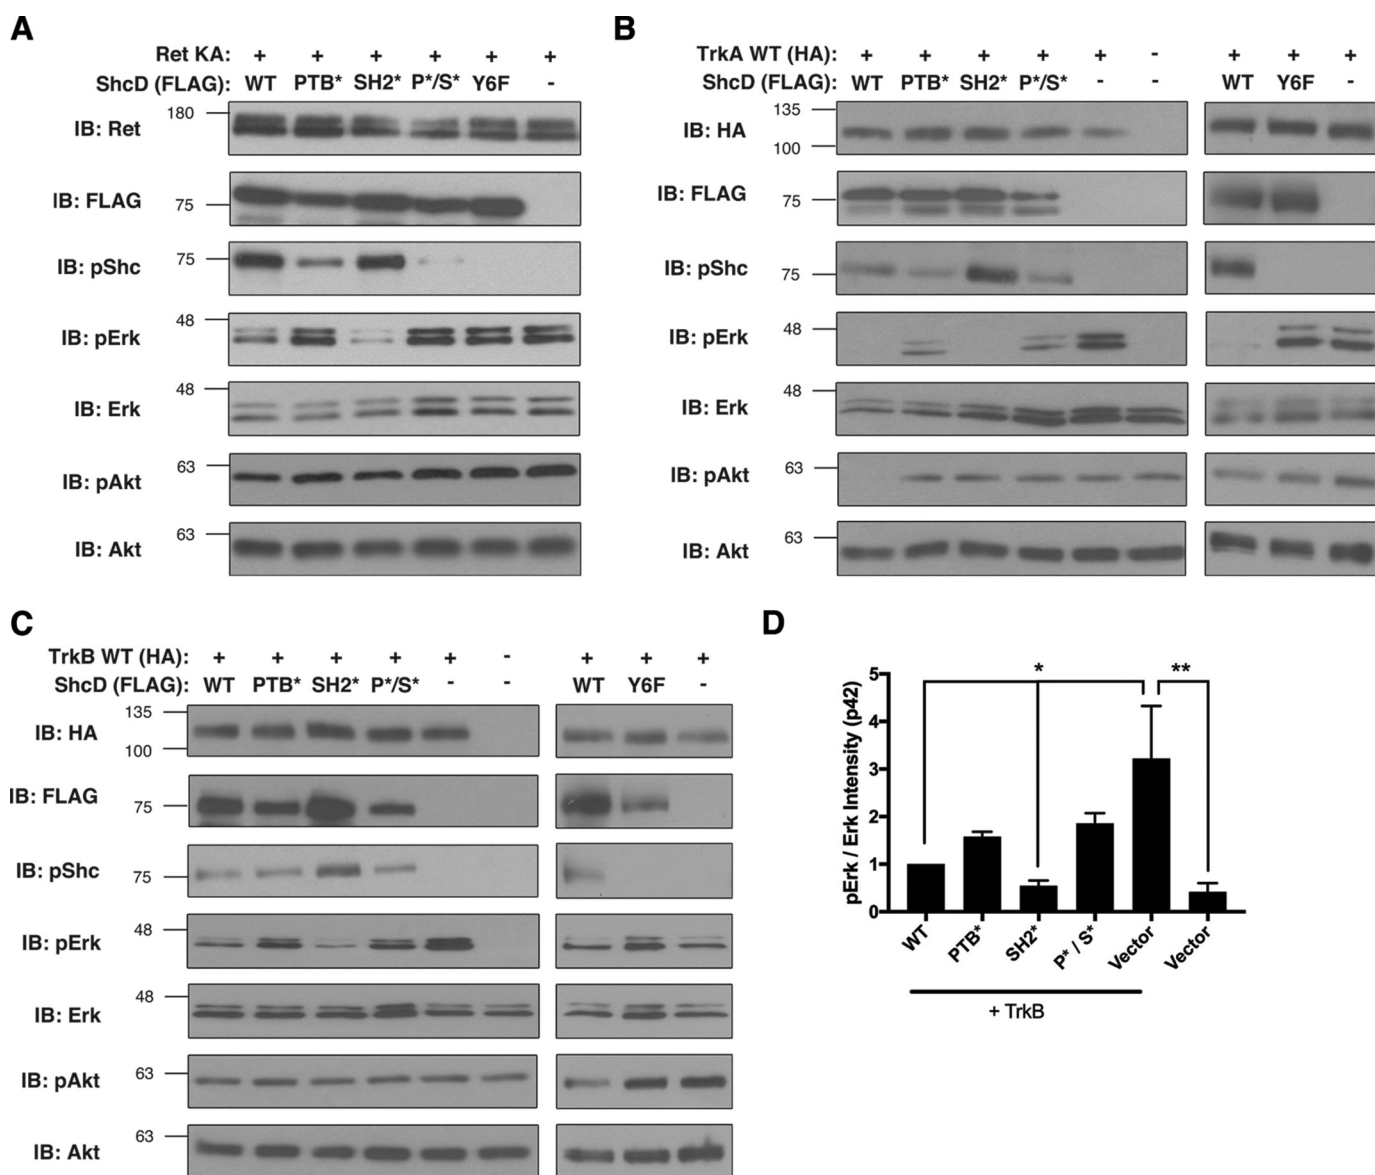 A
Ret KA: + + + + + +
ShcD (FLAG): WT PTB* SH2* P*/S* Y6F -
IB: Ret 180
IB: FLAG 75
IB: pShc 75
IB: pErk 48
IB: Erk 48
IB: pAkt 63
IB: Akt 63
B
TrkA WT (HA): + + + + + - + + +
ShcD (FLAG): WT PTB* SH2* P*/S* - - WT Y6F -
135
IB: HA
100
IB: FLAG 75
IB: pShc 75
IB: pErk 48
IB: Erk 48
IB: pAkt 63
IB: Akt 63
C
TrkB WT (HA): + + + + + - + + +
ShcD (FLAG): WT PTB* SH2* P*/S* - - WT Y6F -
135
IB: HA
100
IB: FLAG 75
IB: pShc 75
IB: pErk 48
IB: Erk 48
IB: pAkt 63
IB: Akt 63
D
pErk / Erk Intensity (p42)
5
4
3
2
1
0
* **
WT PTB* SH2* P* / S* Vector Vector
+ TrkB